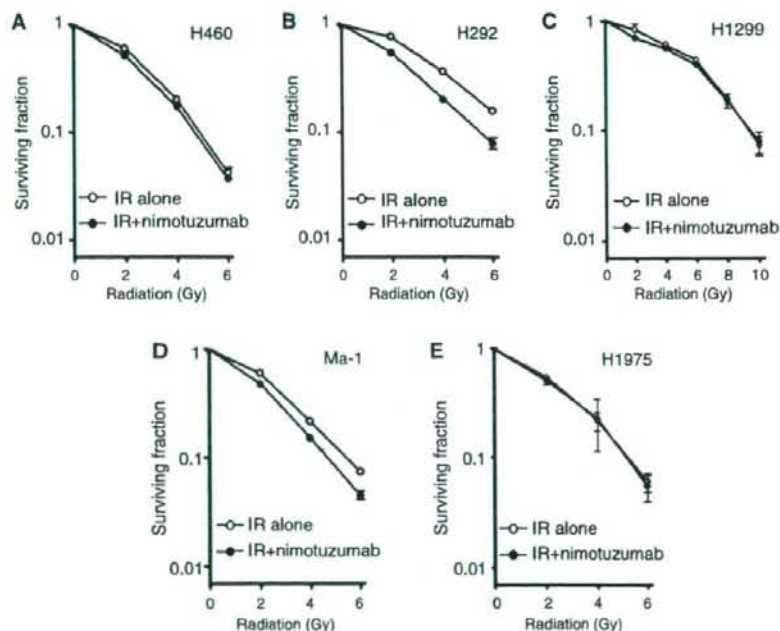 A
H460
1
0.1
0.01
Surviving fraction
IR alone
IR+nimotuzumab
0 2 4 6
Radiation (Gy)
B
H292
1
0.1
0.01
Surviving fraction
IR alone
IR+nimotuzumab
0 2 4 6
Radiation (Gy)
C
H1299
1
0.1
0.01
Surviving fraction
IR alone
IR+nimotuzumab
0 2 4 6 8 10
Radiation (Gy)
D
Ma-1
1
0.1
0.01
Surviving fraction
IR alone
IR+nimotuzumab
0 2 4 6
Radiation (Gy)
E
H1975
1
0.1
0.01
Surviving fraction
IR alone
IR+nimotuzumab
0 2 4 6
Radiation (Gy)